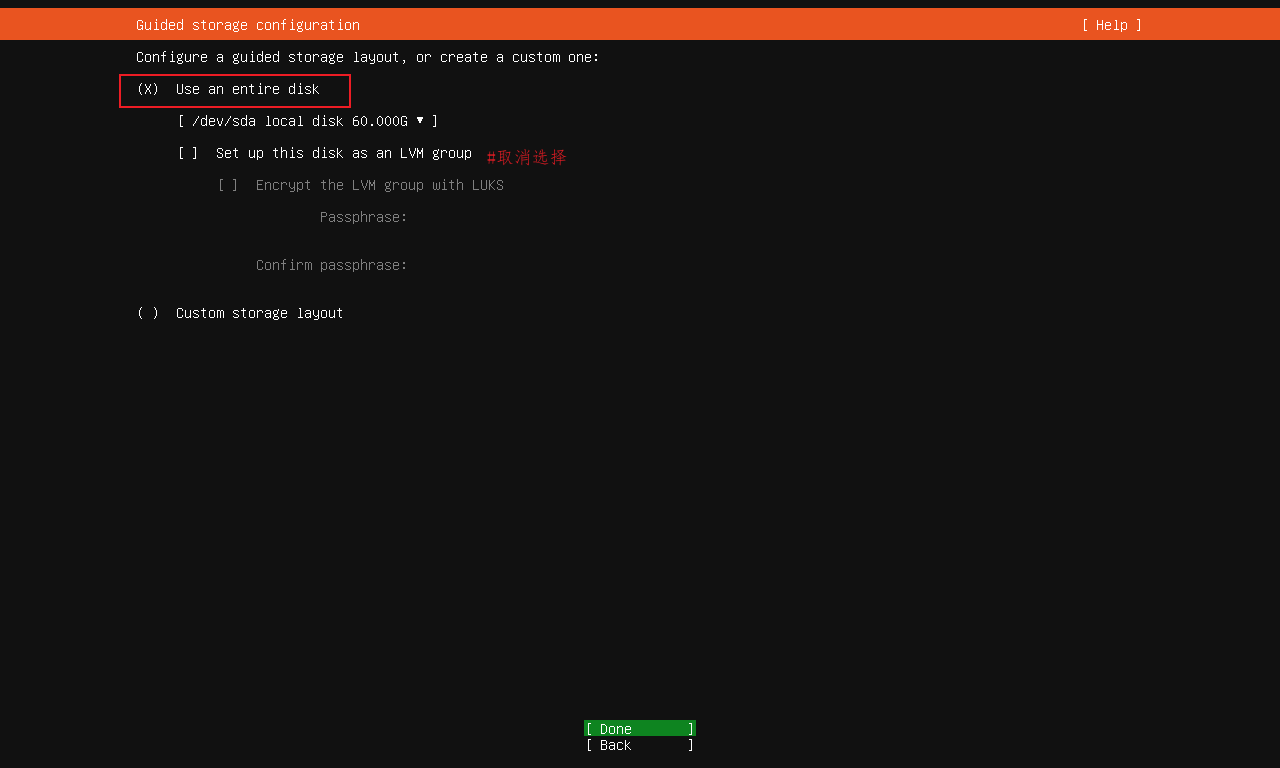 Guided storage configuration [ Help ]
Configure a guided storage layout, or create a custom one:
(X) Use an entire disk
[ /dev/sda local disk 60.000G ▾ ]
[ ] Set up this disk as an LVM group #取消选择
[ ] Encrypt the LVM group with LUKS
Passphrase:
Confirm passphrase:
( ) Custom storage layout
[ Done ]
[ Back ]